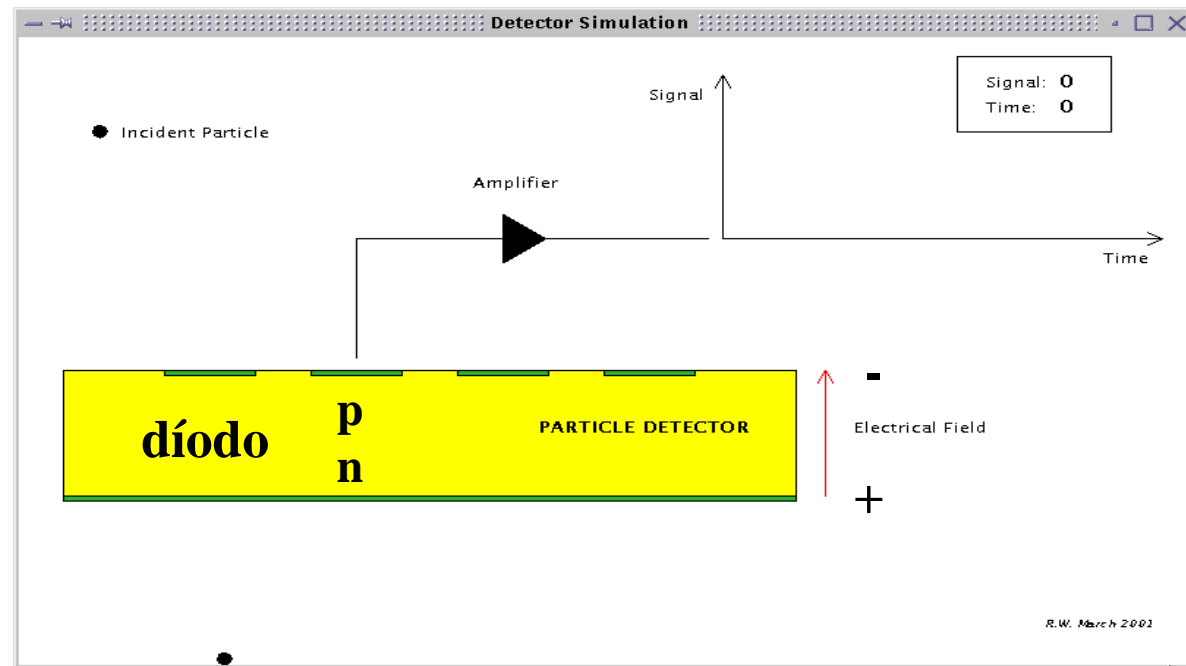 Detector Simulation
Signal: 0
Time: 0
Signal
Incident Particle
Amplifier
Time
-
díodo
p
n
PARTICLE DETECTOR
Electrical Field
+
R.W. March 2001